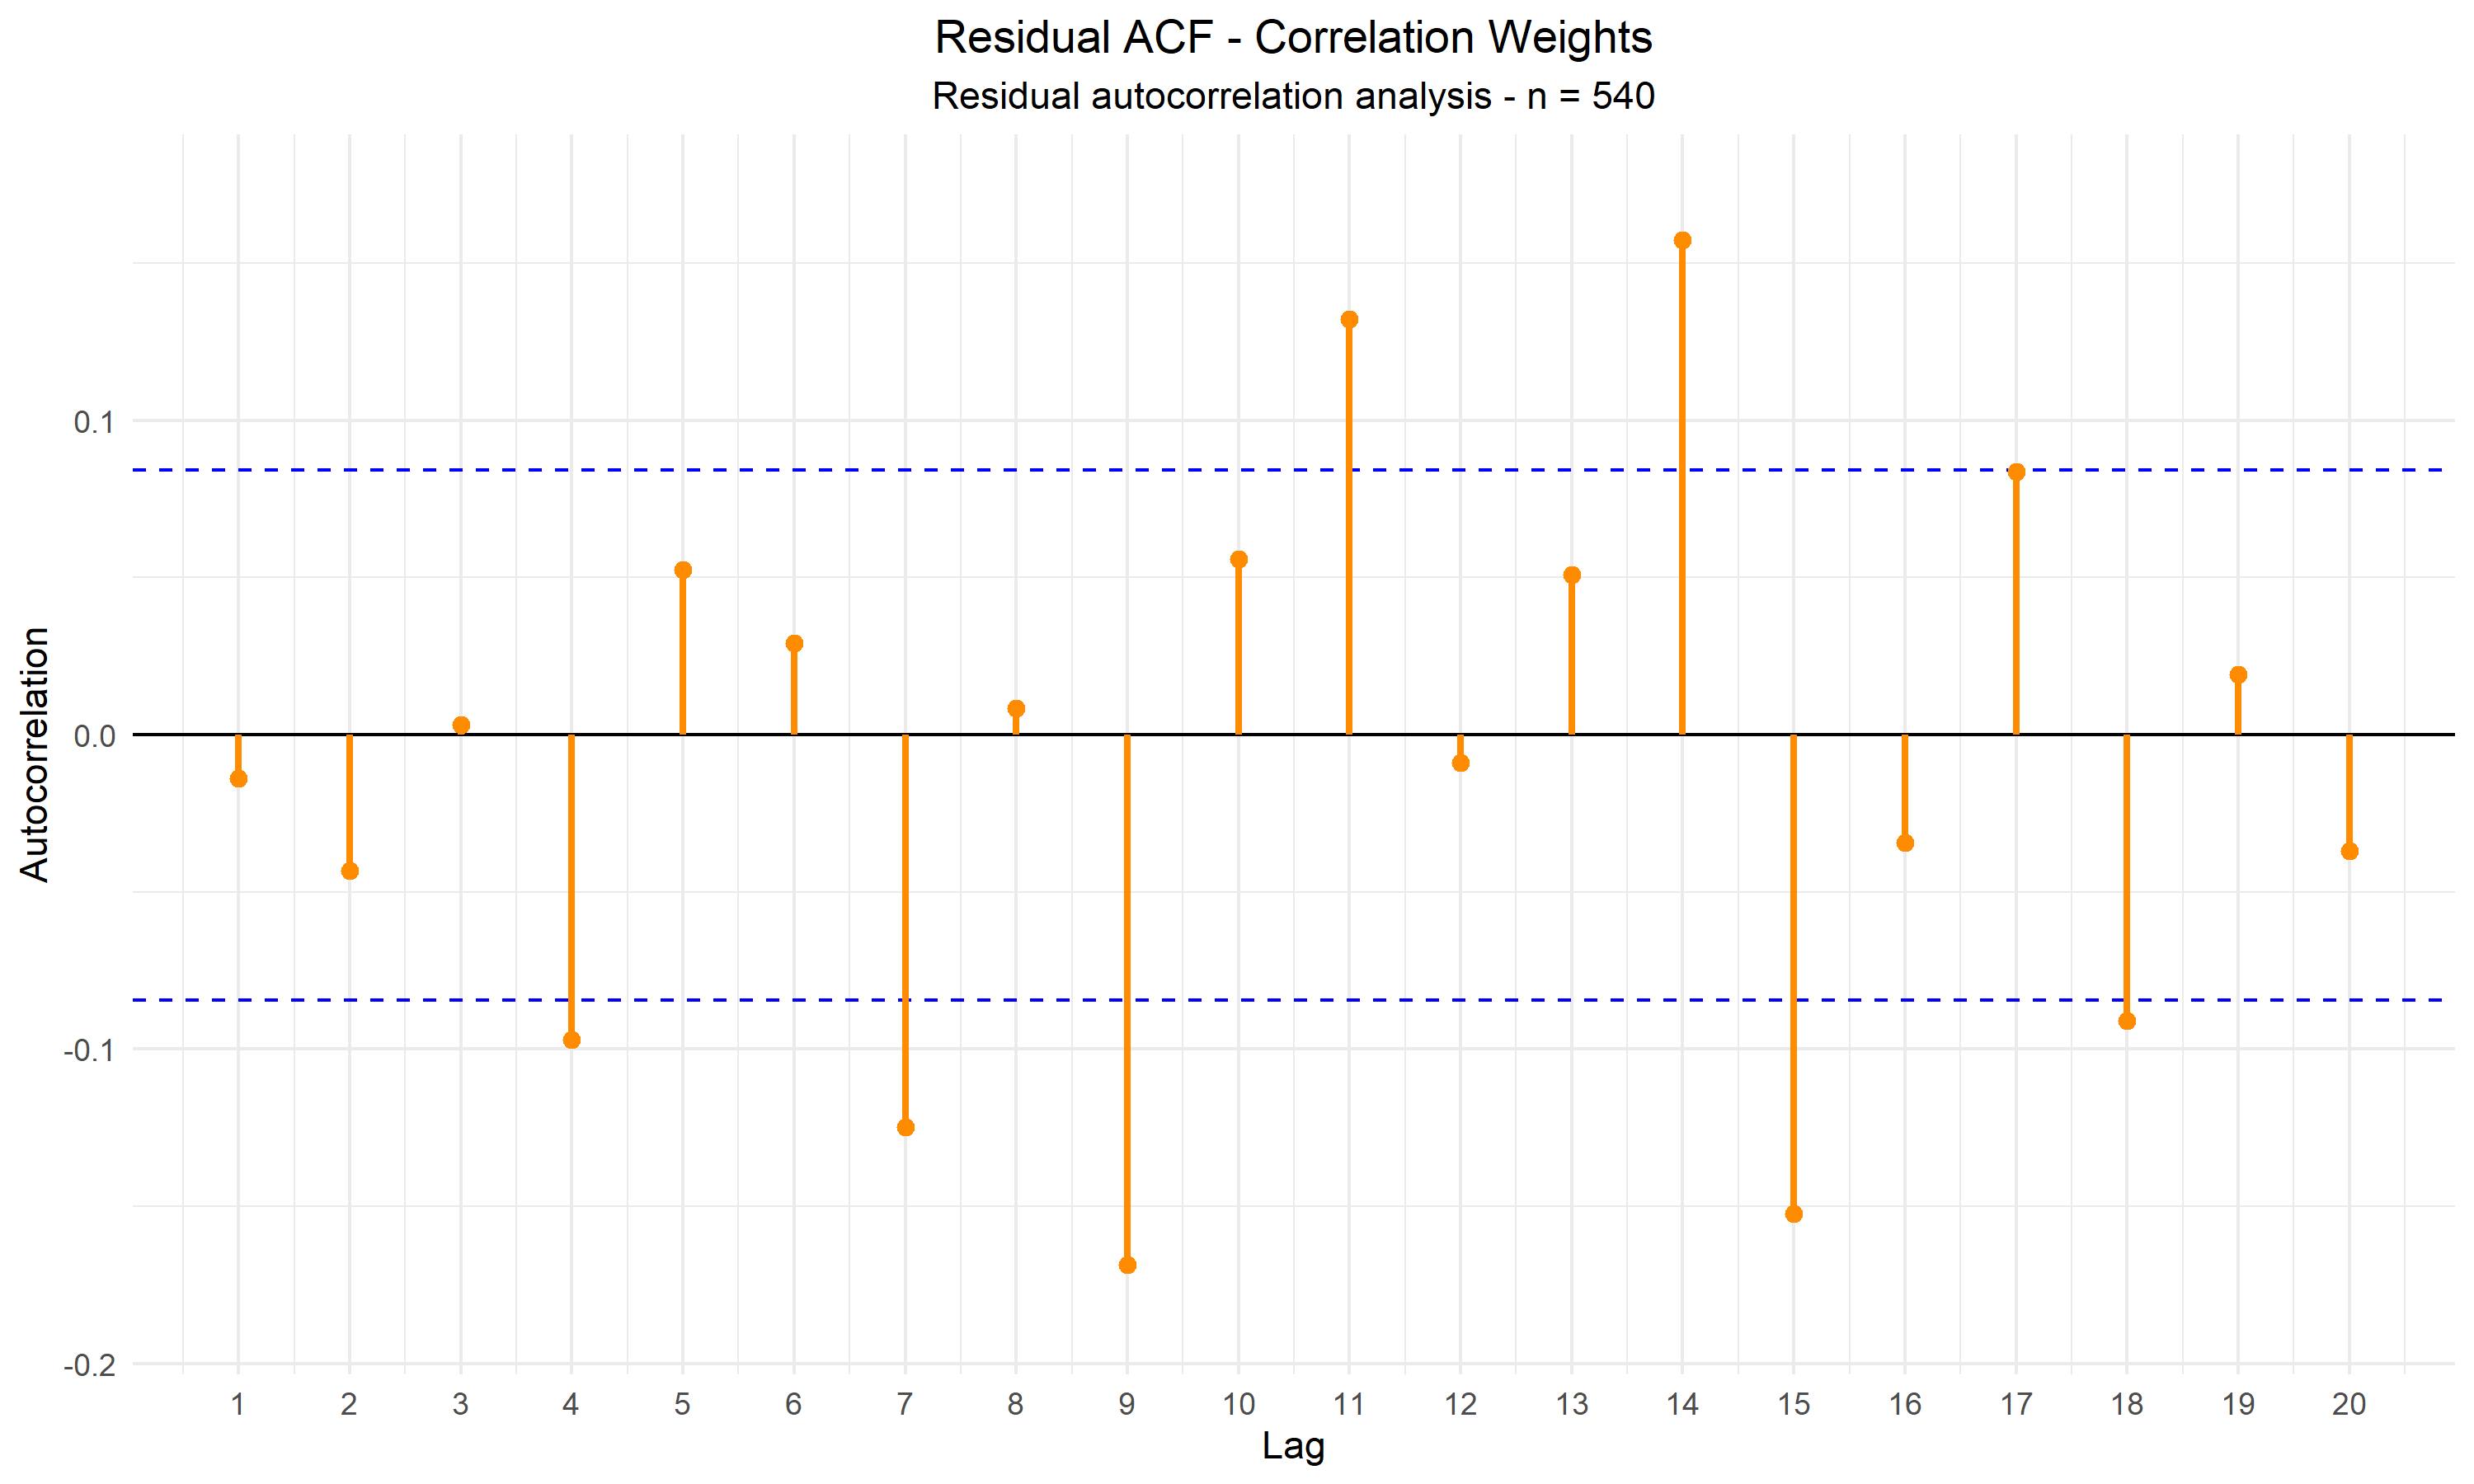 Residual ACF - Correlation Weights
Residual autocorrelation analysis - n = 540
Autocorrelation
0.1
0.0
-0.1
-0.2
1 2 3 4 5 6 7 8 9 10 11 12 13 14 15 16 17 18 19 20
Lag